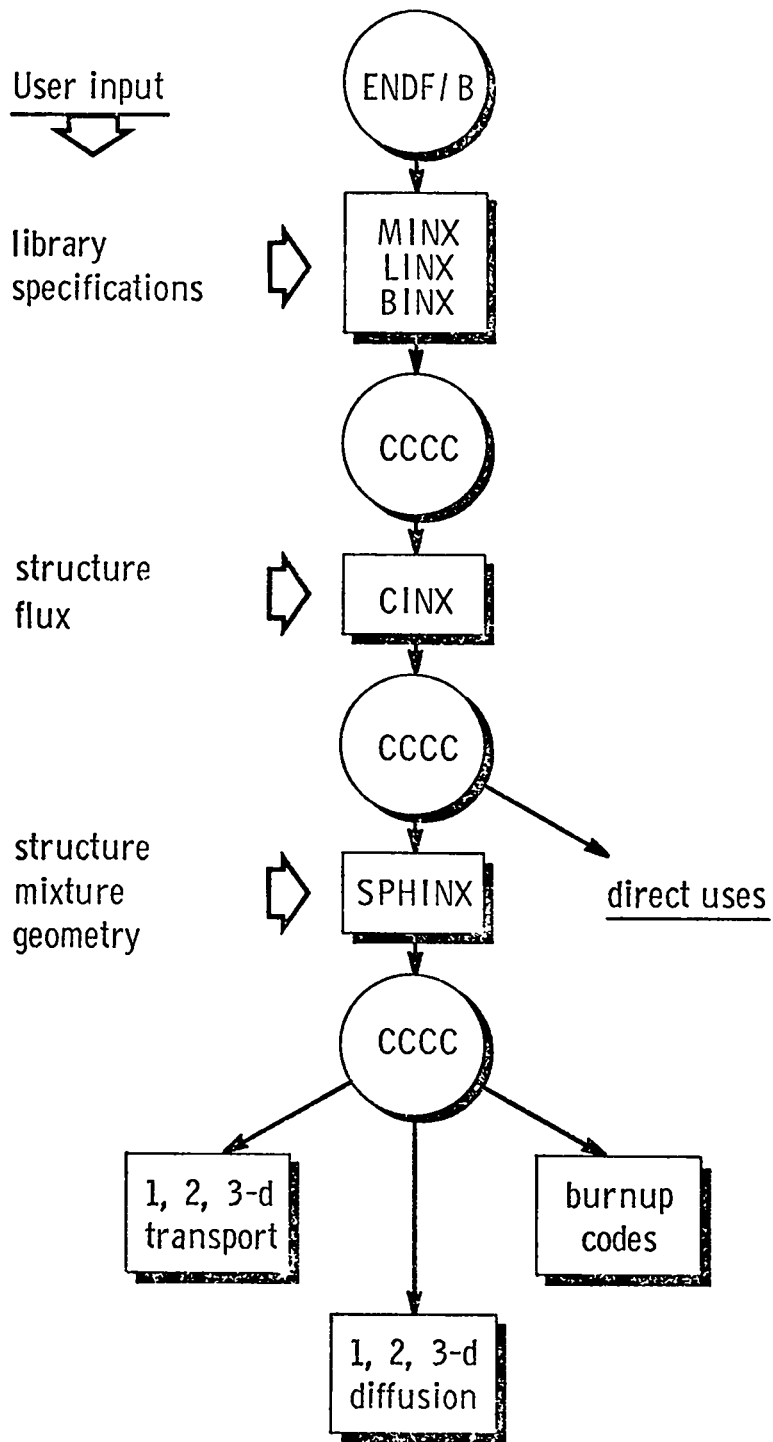 User input
ENDF/B
library
specifications
MINX
LINX
BINX
CCCC
structure
flux
CINX
CCCC
structure
mixture
geometry
SPHINX
direct uses
CCCC
1, 2, 3-d
transport
burnup
codes
1, 2, 3-d
diffusion